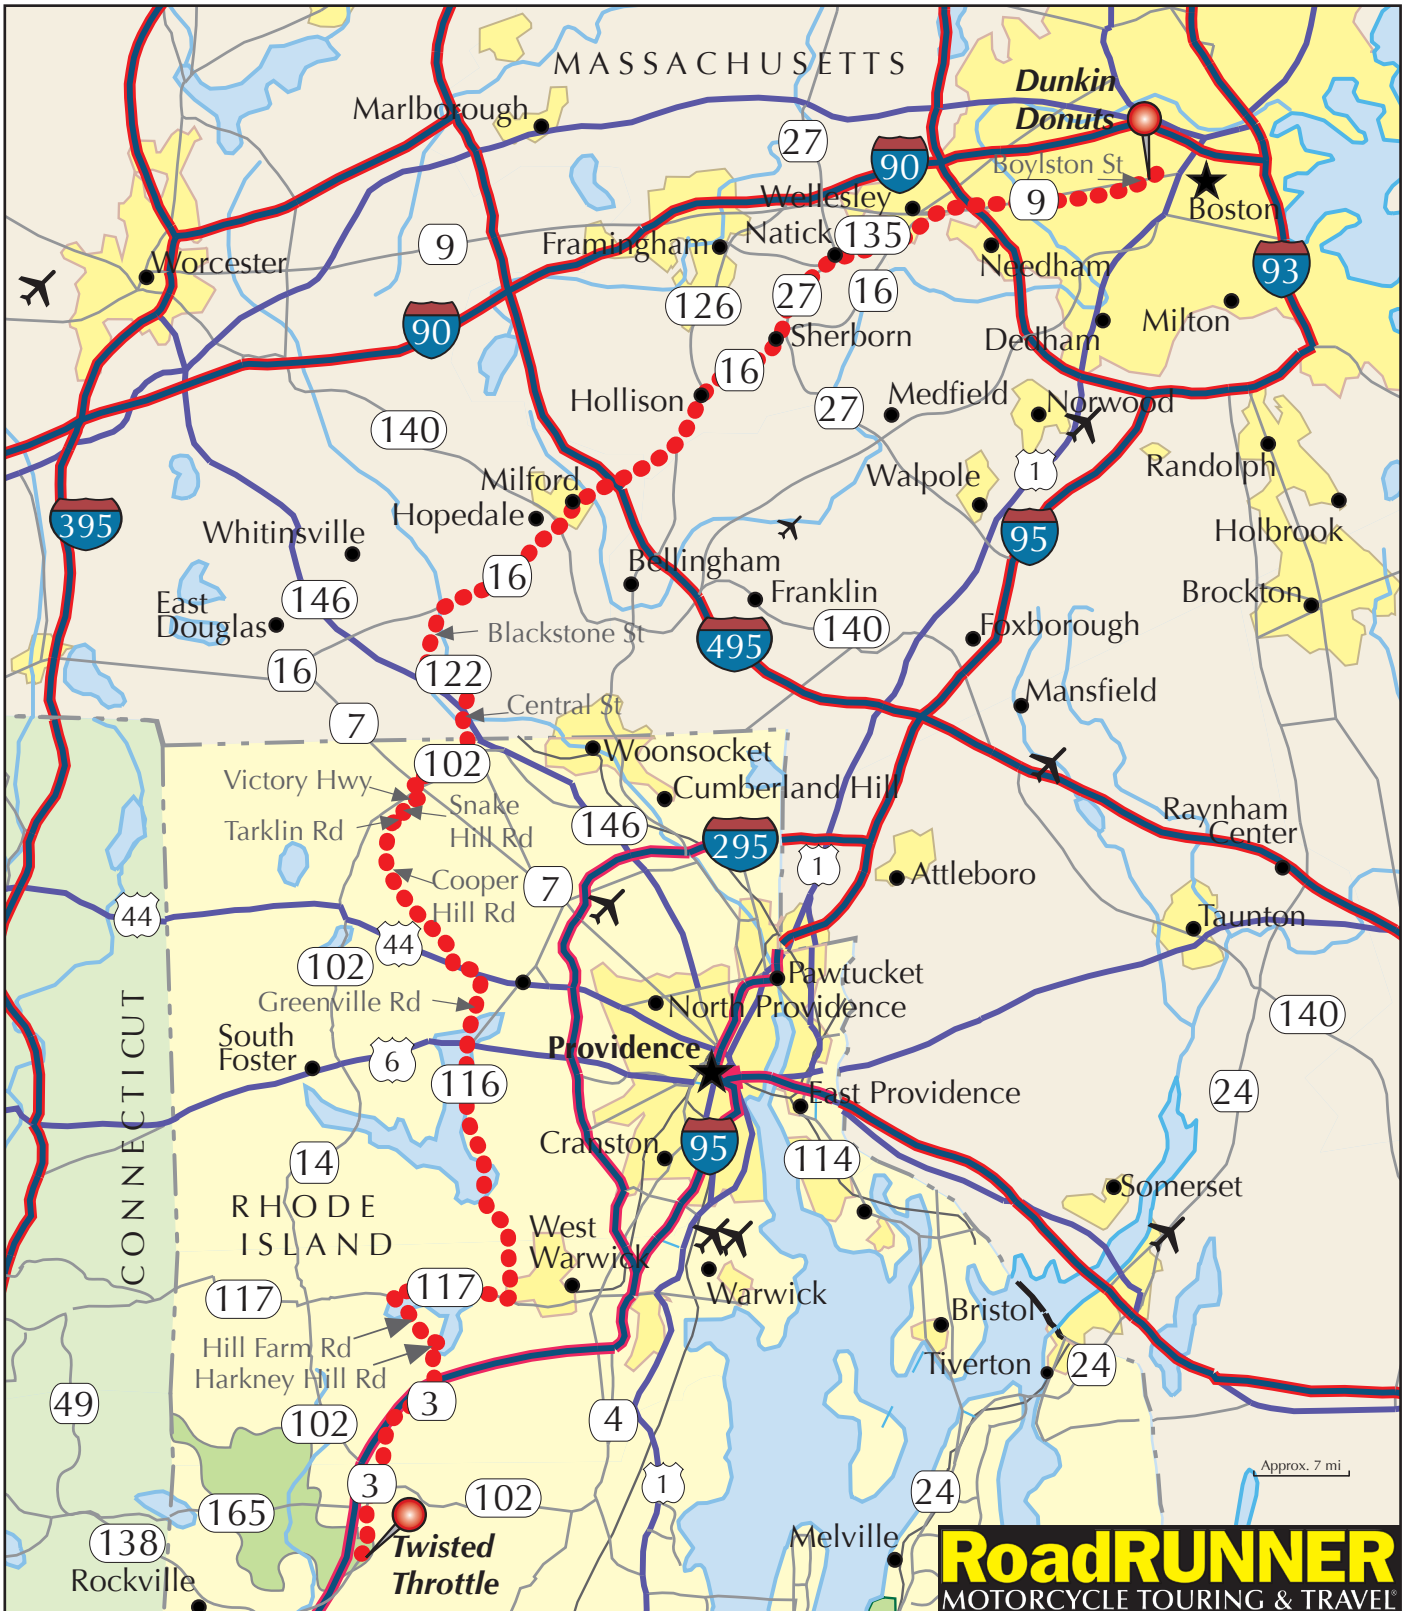 MASSACHUSETTS
Dunkin
Donuts
Marlborough
27
90
Boylston St
Wellesley
9
Boston
9
Framingham
Natick
135
Needham
93
Worcester
126
27
16
Milton
90
Sherborn
Dedham
16
Hollison
27
Medfield
Norwood
140
1
Randolph
Milford
Walpole
395
Hopedale
95
Holbrook
Whitinsville
Bellingham
16
Franklin
Brockton
146
East
Douglas
Blackstone St
140
Foxborough
495
16
122
Mansfield
Central St
7
Woonsocket
102
Victory Hwy
Cumberland Hill
Snake
Hill Rd
Tarklin Rd
146
295
1
Raynham
Center
Cooper
Hill Rd
7
Attleboro
44
44
Taunton
102
Pawtucket
Greenville Rd
North Providence
140
South
Foster
6
Providence
116
East Providence
24
CONNECTICUT
Cranston
95
114
14
Somerset
RHODE
ISLAND
West
Warwick
117
117
Warwick
Bristol
Hill Farm Rd
Harkney Hill Rd
Tiverton
24
49
3
102
4
Approx. 7 mi
3
102
1
24
165
138
Twisted
Throttle
Melville
Rockville
RoadRUNNER
MOTORCYCLE TOURING & TRAVEL®